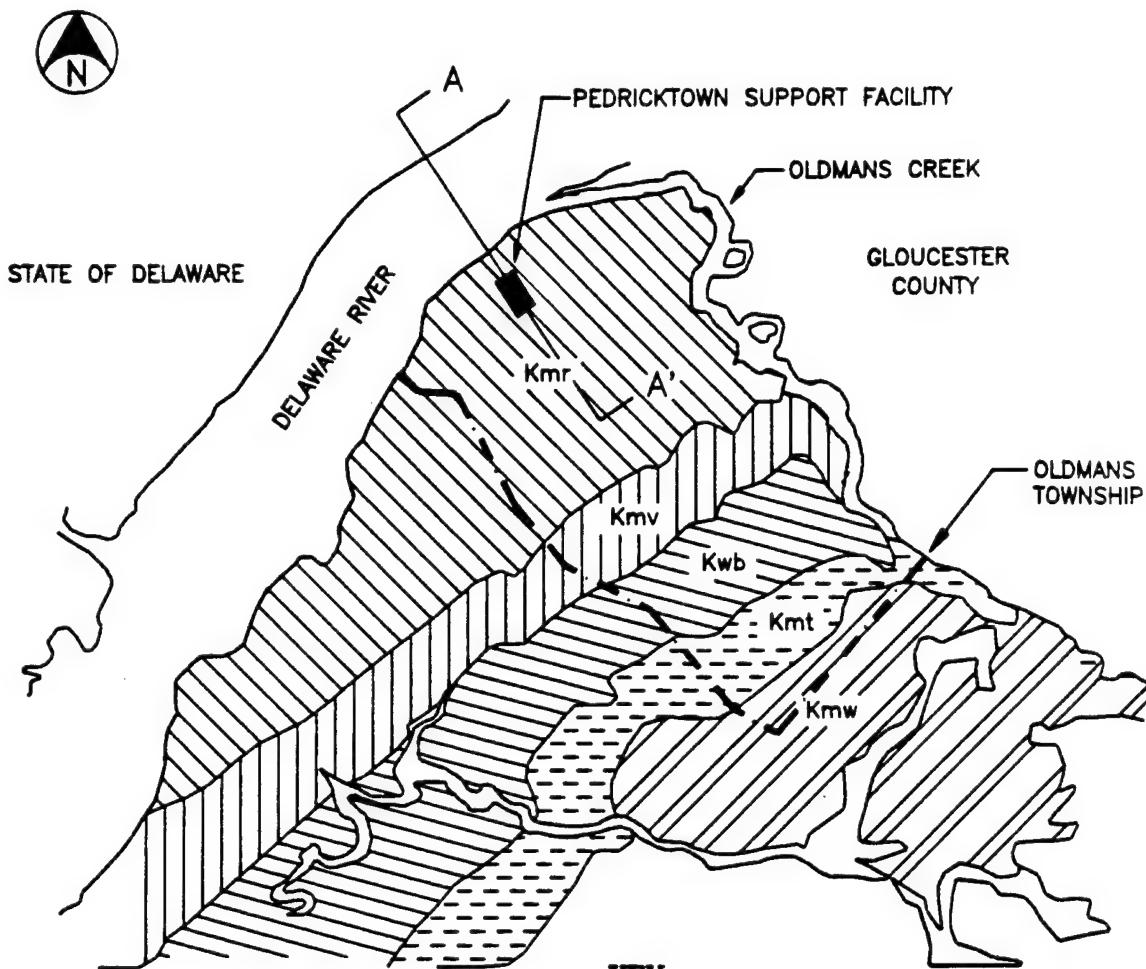 N
A
PEDRICKTOWN SUPPORT FACILITY
OLDMANS CREEK
STATE OF DELAWARE
GLOUCESTER
COUNTY
DELAWARE RIVER
Kmr
A'
OLDMANS
TOWNSHIP
Kmv
Kwb
Kmt
Kmw